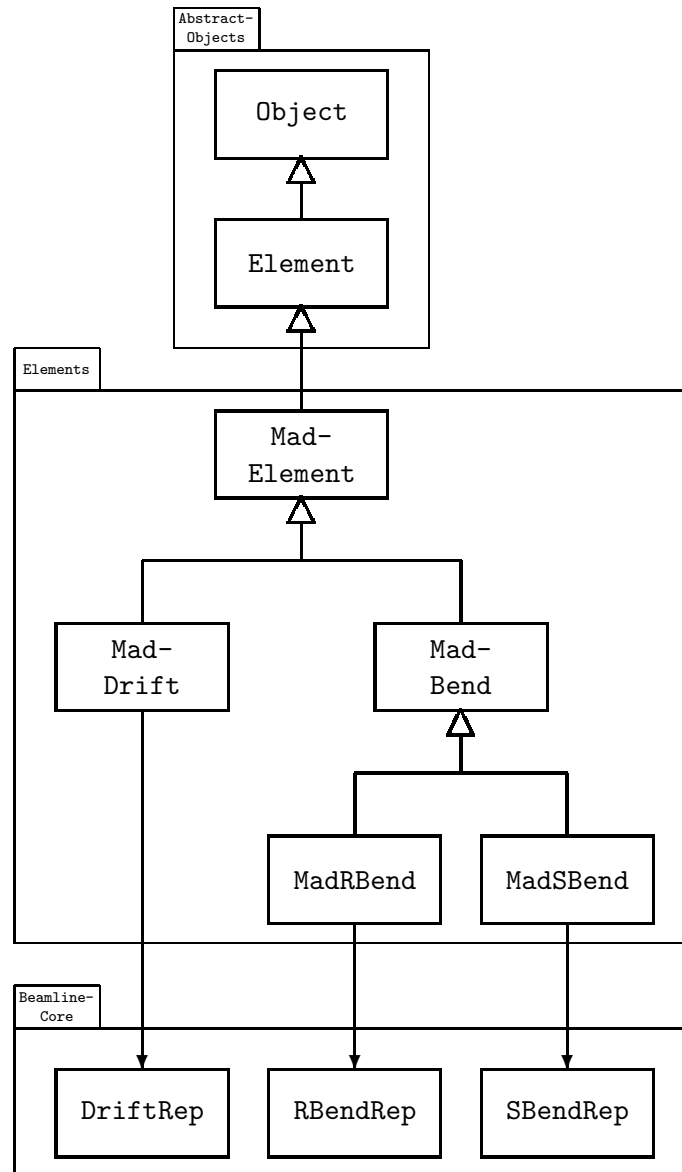 Abstract-
Objects
Object
Element
Elements
Mad-
Element
Mad-
Drift
Mad-
Bend
MadRBend
MadSBend
Beamline-
Core
DriftRep
RBendRep
SBendRep